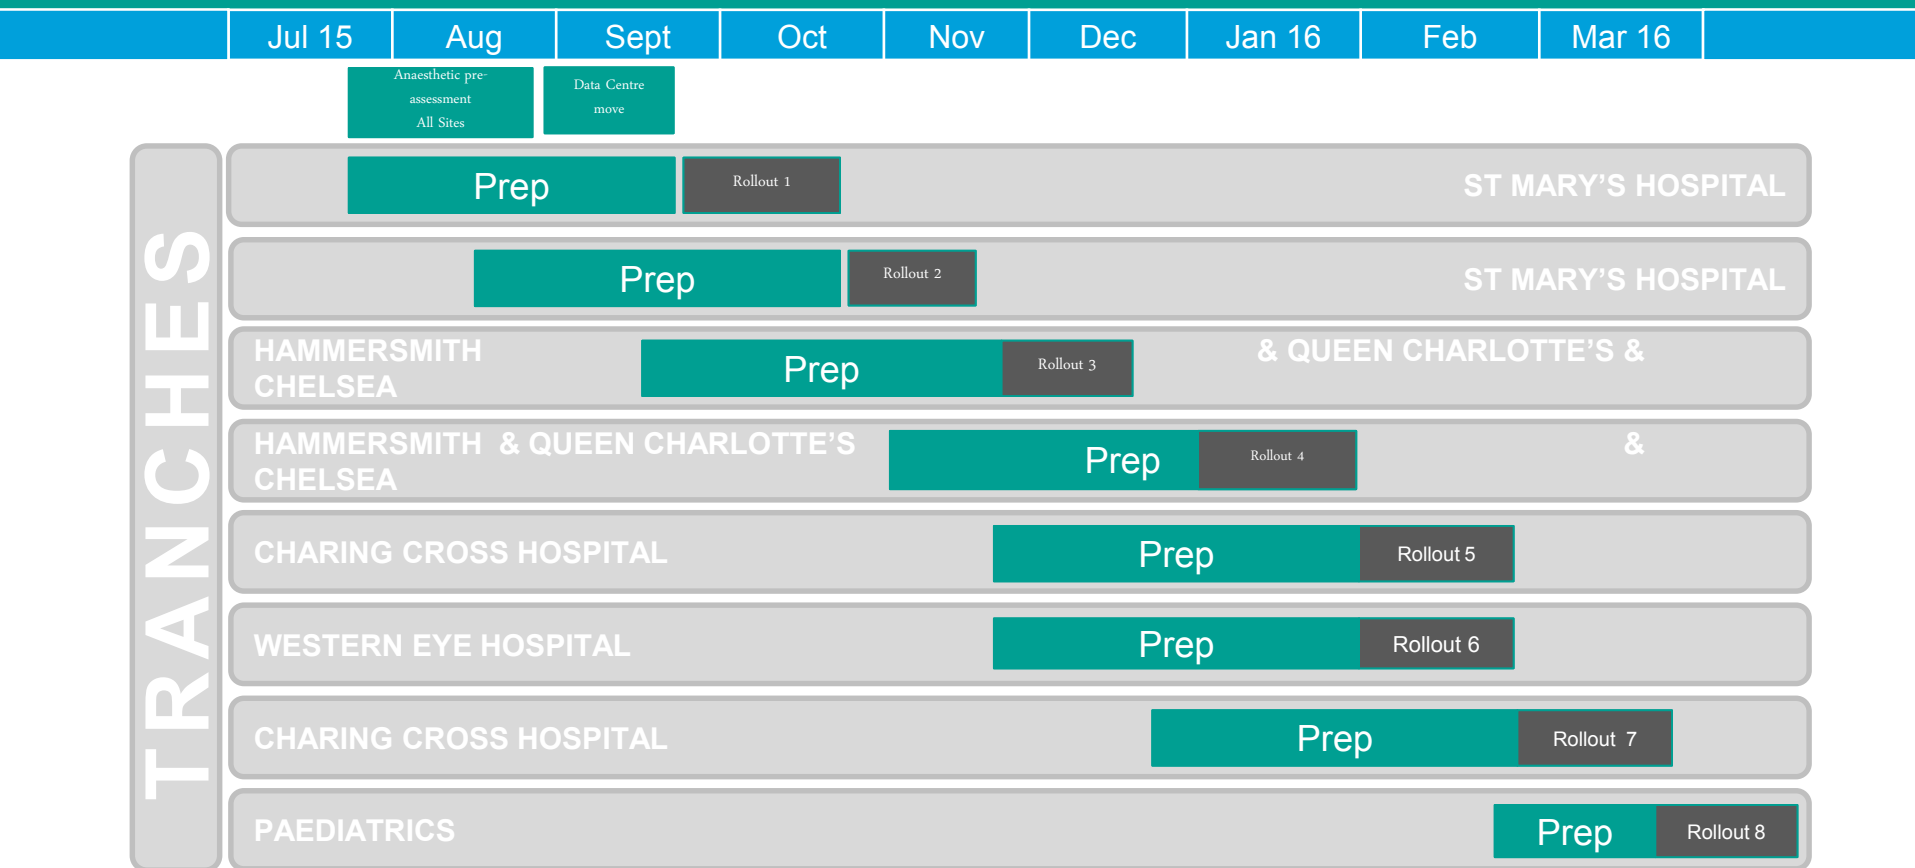 Jul 15 Aug Sept Oct Nov Dec Jan 16 Feb Mar 16
Anaesthetic pre-
assessment
All Sites
Data Centre
move
TRANCHES
Prep Rollout 1 ST MARY’S HOSPITAL
Prep Rollout 2 ST MARY’S HOSPITAL
HAMMERSMITH & QUEEN CHARLOTTE’S &
CHELSEA
Prep Rollout 3
HAMMERSMITH & QUEEN CHARLOTTE’S &
CHELSEA
Prep Rollout 4
CHARING CROSS HOSPITAL Prep Rollout 5
WESTERN EYE HOSPITAL Prep Rollout 6
CHARING CROSS HOSPITAL Prep Rollout 7
PAEDIATRICS Prep Rollout 8